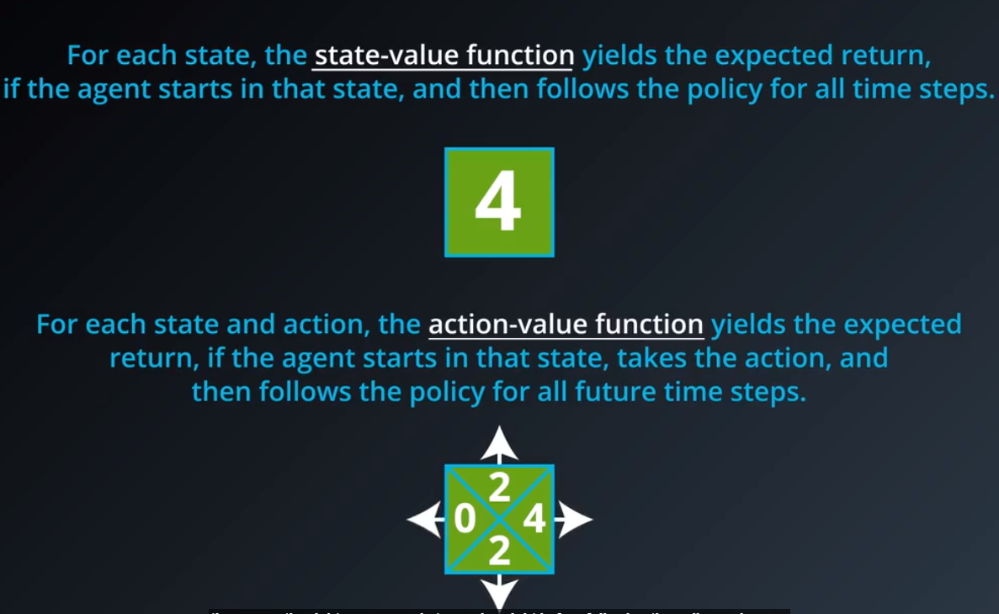 For each state, the state-value function yields the expected return,
if the agent starts in that state, and then follows the policy for all time steps.
4
For each state and action, the action-value function yields the expected
return, if the agent starts in that state, takes the action, and
then follows the policy for all future time steps.
2
0 4
2